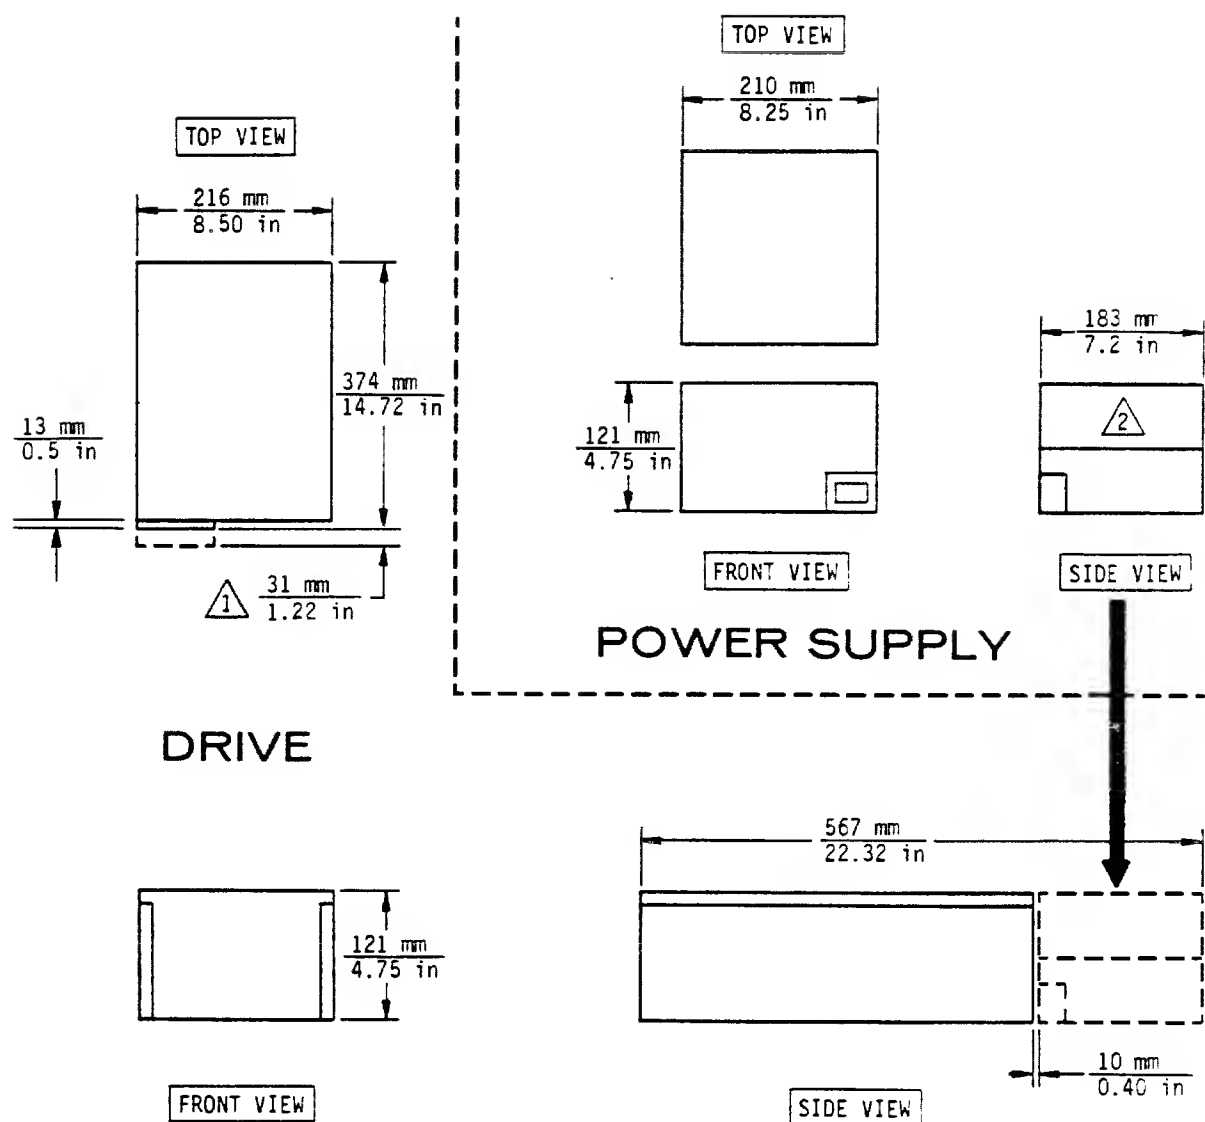 TOP VIEW
216 mm
8.50 in
374 mm
14.72 in
13 mm
0.5 in
1
31 mm
1.22 in
DRIVE
121 mm
4.75 in
FRONT VIEW
TOP VIEW
210 mm
8.25 in
121 mm
4.75 in
FRONT VIEW
183 mm
7.2 in
2
SIDE VIEW
POWER SUPPLY
567 mm
22.32 in
10 mm
0.40 in
SIDE VIEW